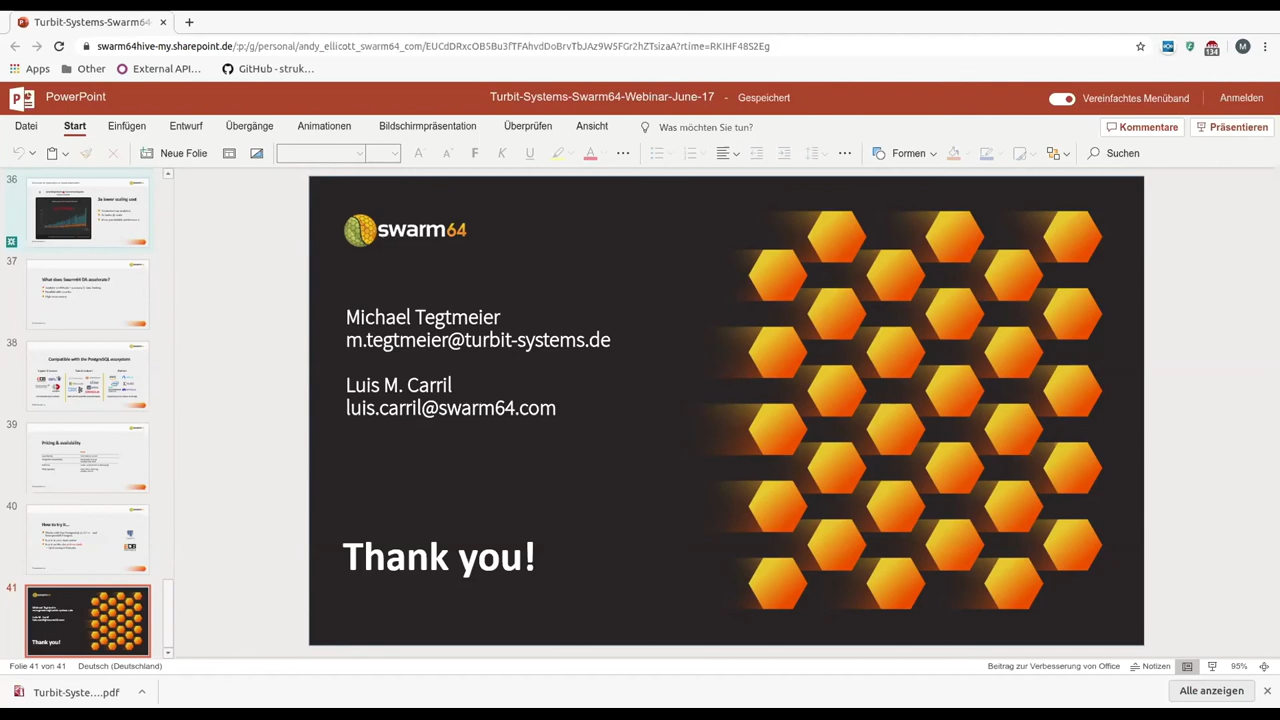 Turbit-Systems-Swarm64-
swarm64hive-my.sharepoint.de/:p:/g/personal/andy_ellicott_swarm64_com/EUCdDRxcOB5Bu3fTFAhvdDoBrvTbJAz9W5FGr2hZTsizaA?rtime=RKIHF48S2Eg
134
M
Apps
Other
External API…
GitHub - struk…
PowerPoint
Turbit-Systems-Swarm64-Webinar-June-17 - Gespeichert
Vereinfachtes Menüband
Anmelden
Datei
Start
Einfügen
Entwurf
Übergänge
Animationen
Bildschirmpräsentation
Überprüfen
Ansicht
Was möchten Sie tun?
Kommentare
Präsentieren
Neue Folie
F
K
U
A
Formen
Suchen
36
3x lower scaling cost
37
What does Swarm64 DA accelerate?
38
Compatible with the PostgreSQL ecosystem
39
Pricing & availability
40
How to try it…
41
Thank you!
swarm64
Michael Tegtmeier
m.tegtmeier@turbit-systems.de
Luis M. Carril
luis.carril@swarm64.com
Thank you!
Folie 41 von 41
Deutsch (Deutschland)
Beitrag zur Verbesserung von Office
Notizen
95%
Turbit-Syste….pdf
Alle anzeigen